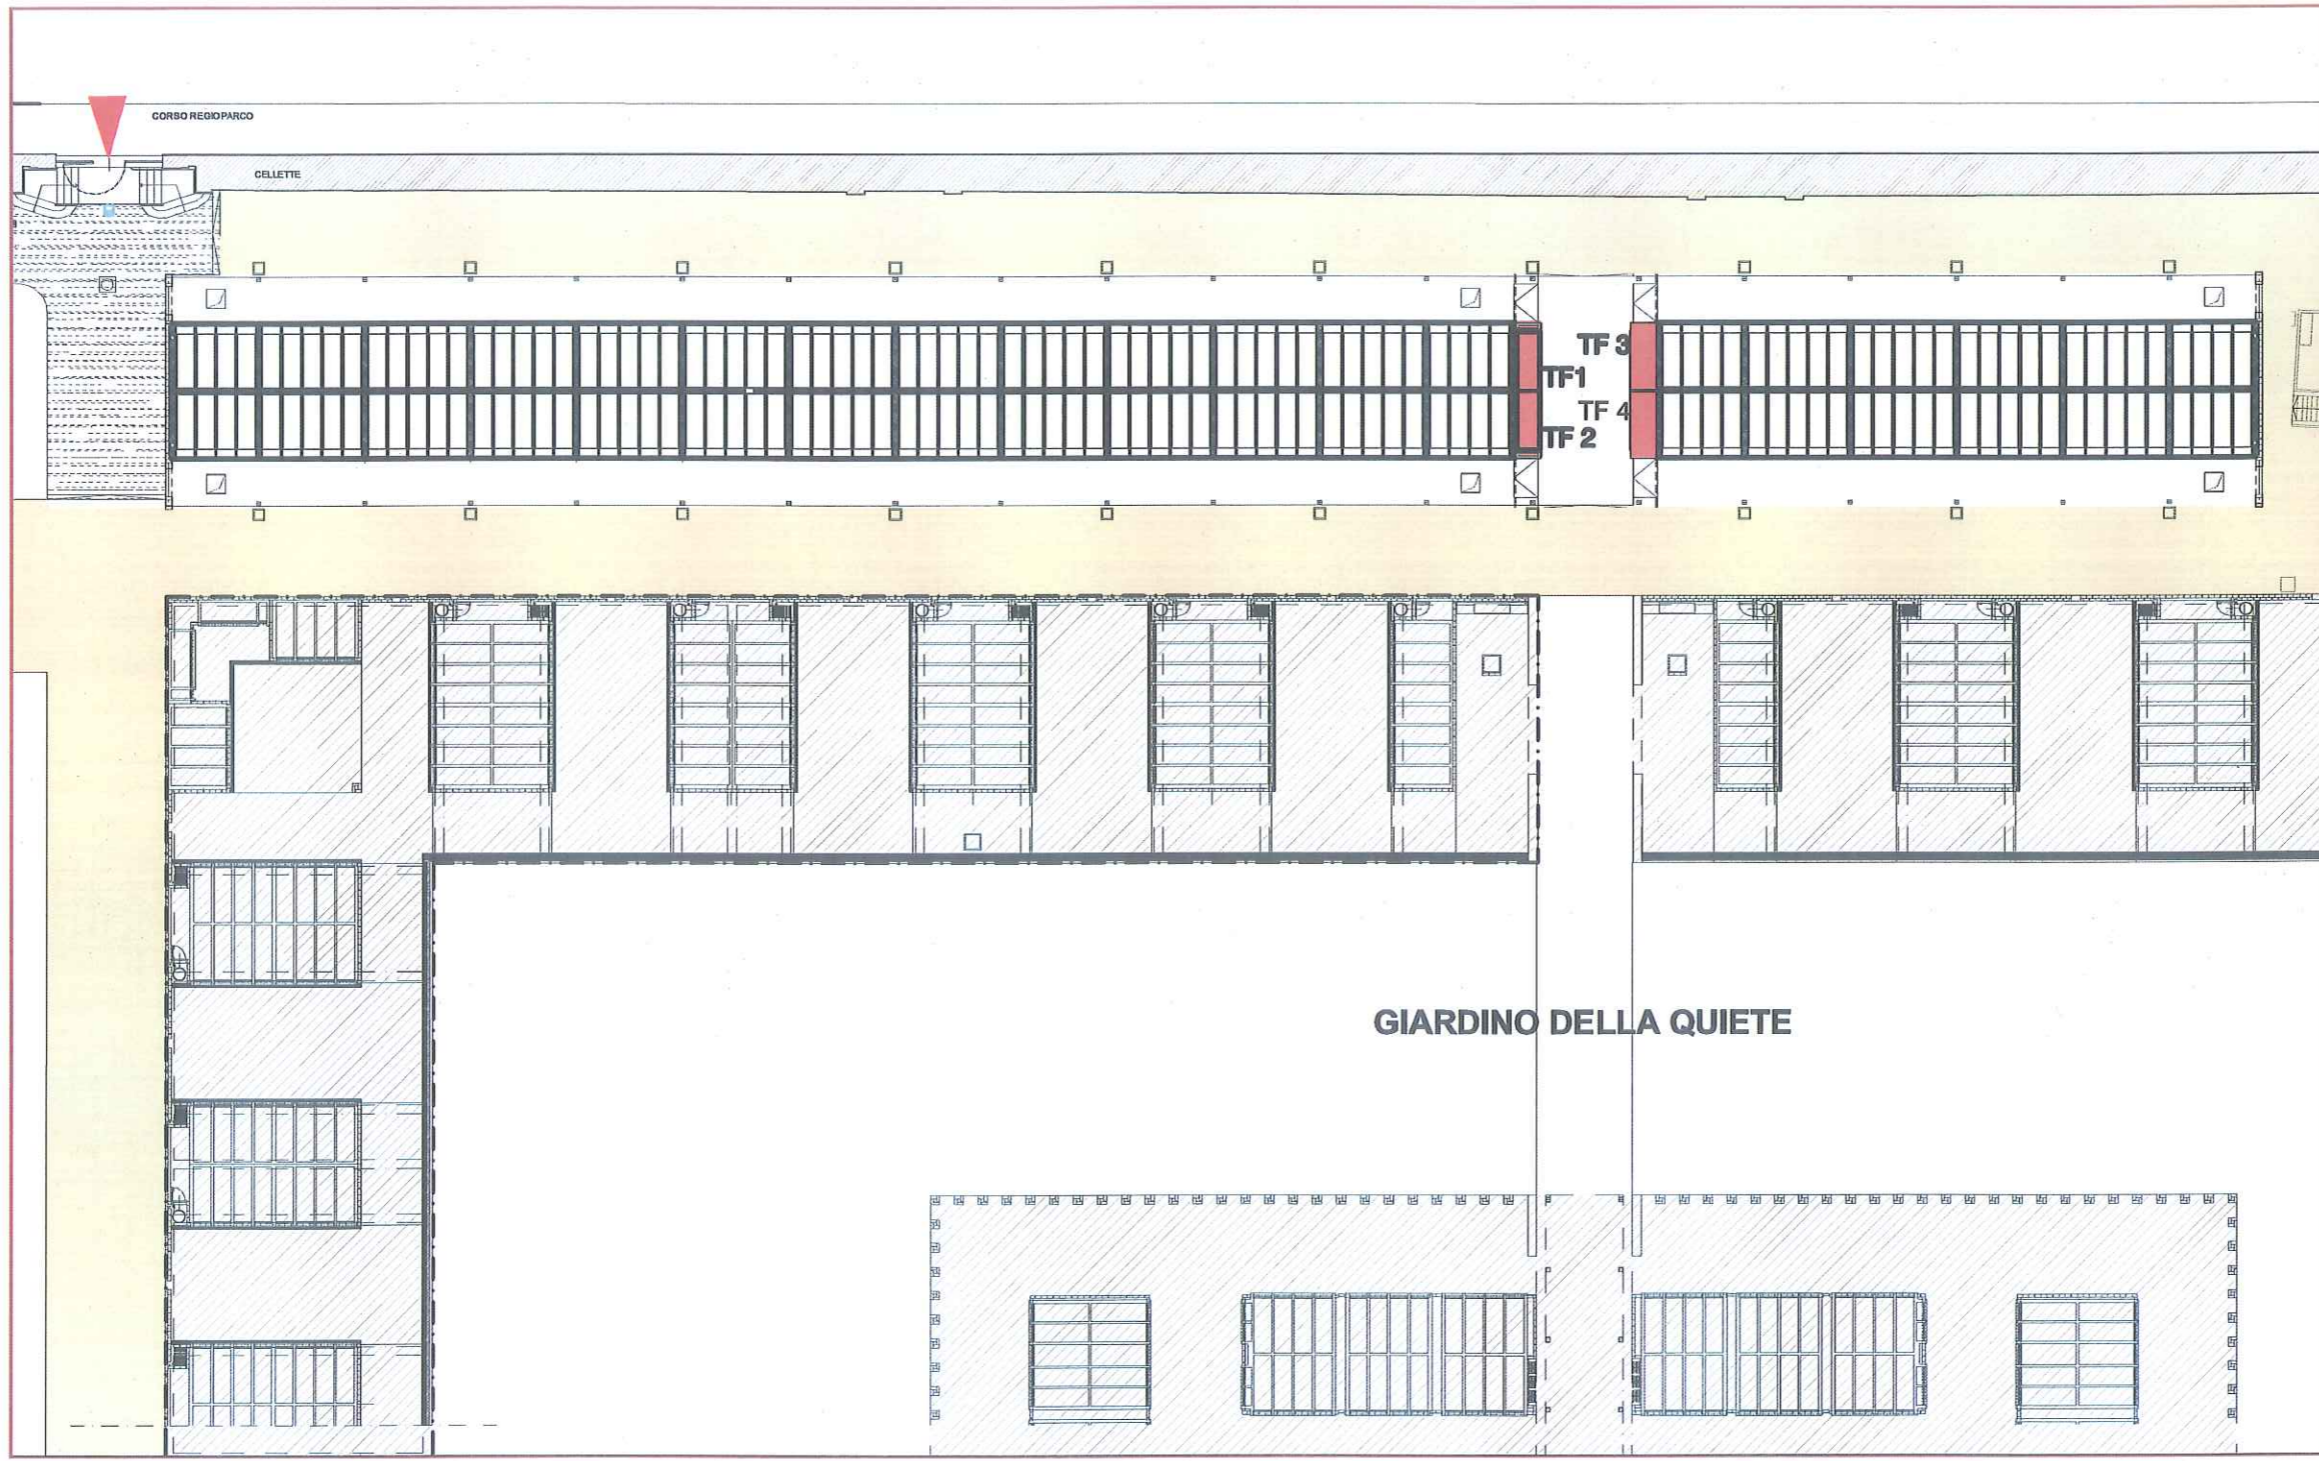 CORSO REGIO PARCO
CELLETTE
TF 3
TF1
TF 4
TF 2
GIARDINO DELLA QUIETE